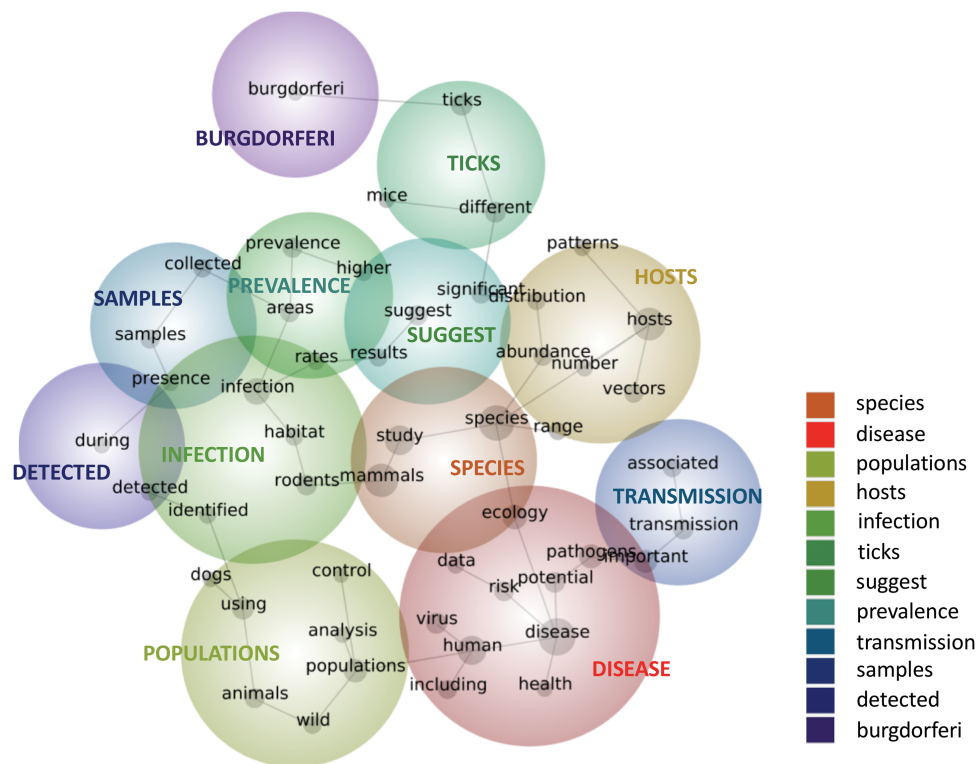 burgdorferi
BURGDORFERI
ticks
TICKS
mice
different
prevalence
collected
higher
PREVALENCE
SAMPLES
areas
samples
patterns
HOSTS
significant
distribution
suggest
SUGGEST
hosts
rates
results
abundance
number
vectors
presence
infection
during
DETECTED
INFECTION
habitat
detected
identified
rodents
study
species
range
mammals
SPECIES
ecology
associated
TRANSMISSION
transmission
important
pathogens
data
potential
risk
virus
disease
human
including
health
DISEASE
dogs
control
using
analysis
POPULATIONS
populations
animals
wild
species
disease
populations
hosts
infection
ticks
suggest
prevalence
transmission
samples
detected
burgdorferi